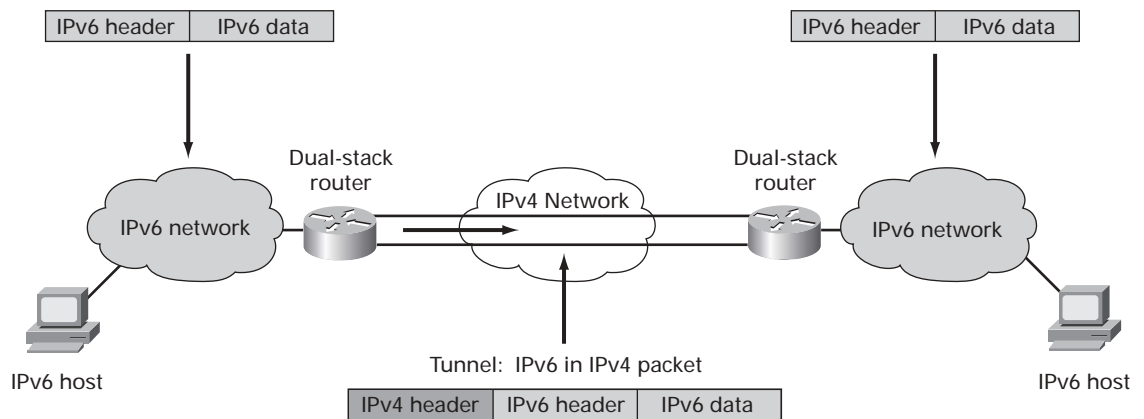 IPv6 header IPv6 data
IPv6 header IPv6 data
Dual-stack
router
Dual-stack
router
IPv4 Network
IPv6 network
IPv6 network
Tunnel: IPv6 in IPv4 packet
IPv6 host
IPv6 host
IPv4 header IPv6 header IPv6 data